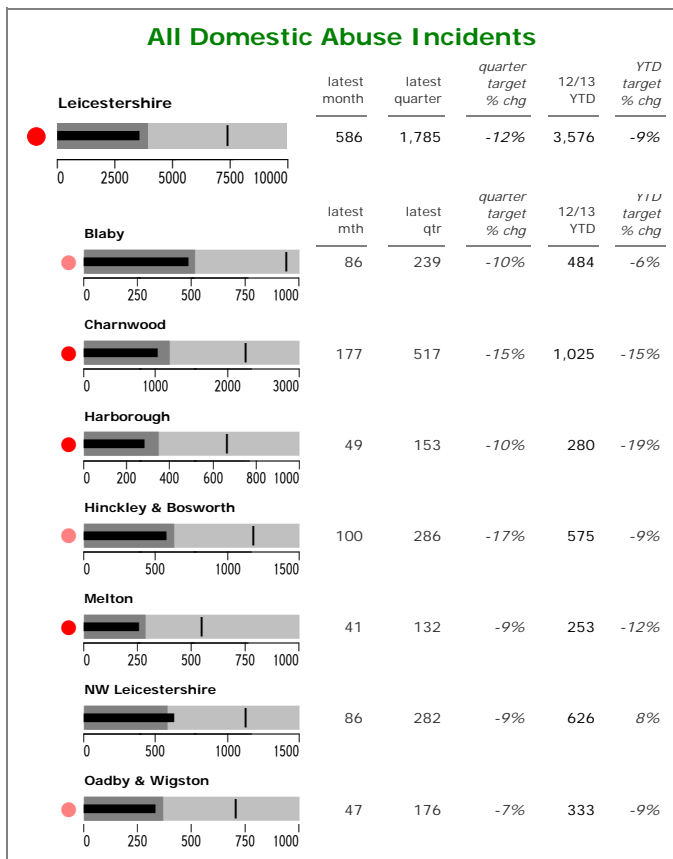 All Domestic Abuse Incidents
latest month latest quarter quarter target % chg 12/13 YTD YTD target % chg
Leicestershire
586 1,785 -12% 3,576 -9%
0 2500 5000 7500 10000
latest mth latest qtr quarter target % chg 12/13 YTD YTD target % chg
Blaby
86 239 -10% 484 -6%
0 250 500 750 1000
Charnwood
177 517 -15% 1,025 -15%
0 1000 2000 3000
Harborough
49 153 -10% 280 -19%
0 200 400 600 800 1000
Hinckley & Bosworth
100 286 -17% 575 -9%
0 500 1000 1500
Melton
41 132 -9% 253 -12%
0 250 500 750 1000
NW Leicestershire
86 282 -9% 626 8%
0 500 1000 1500
Oadby & Wigston
47 176 -7% 333 -9%
0 250 500 750 1000